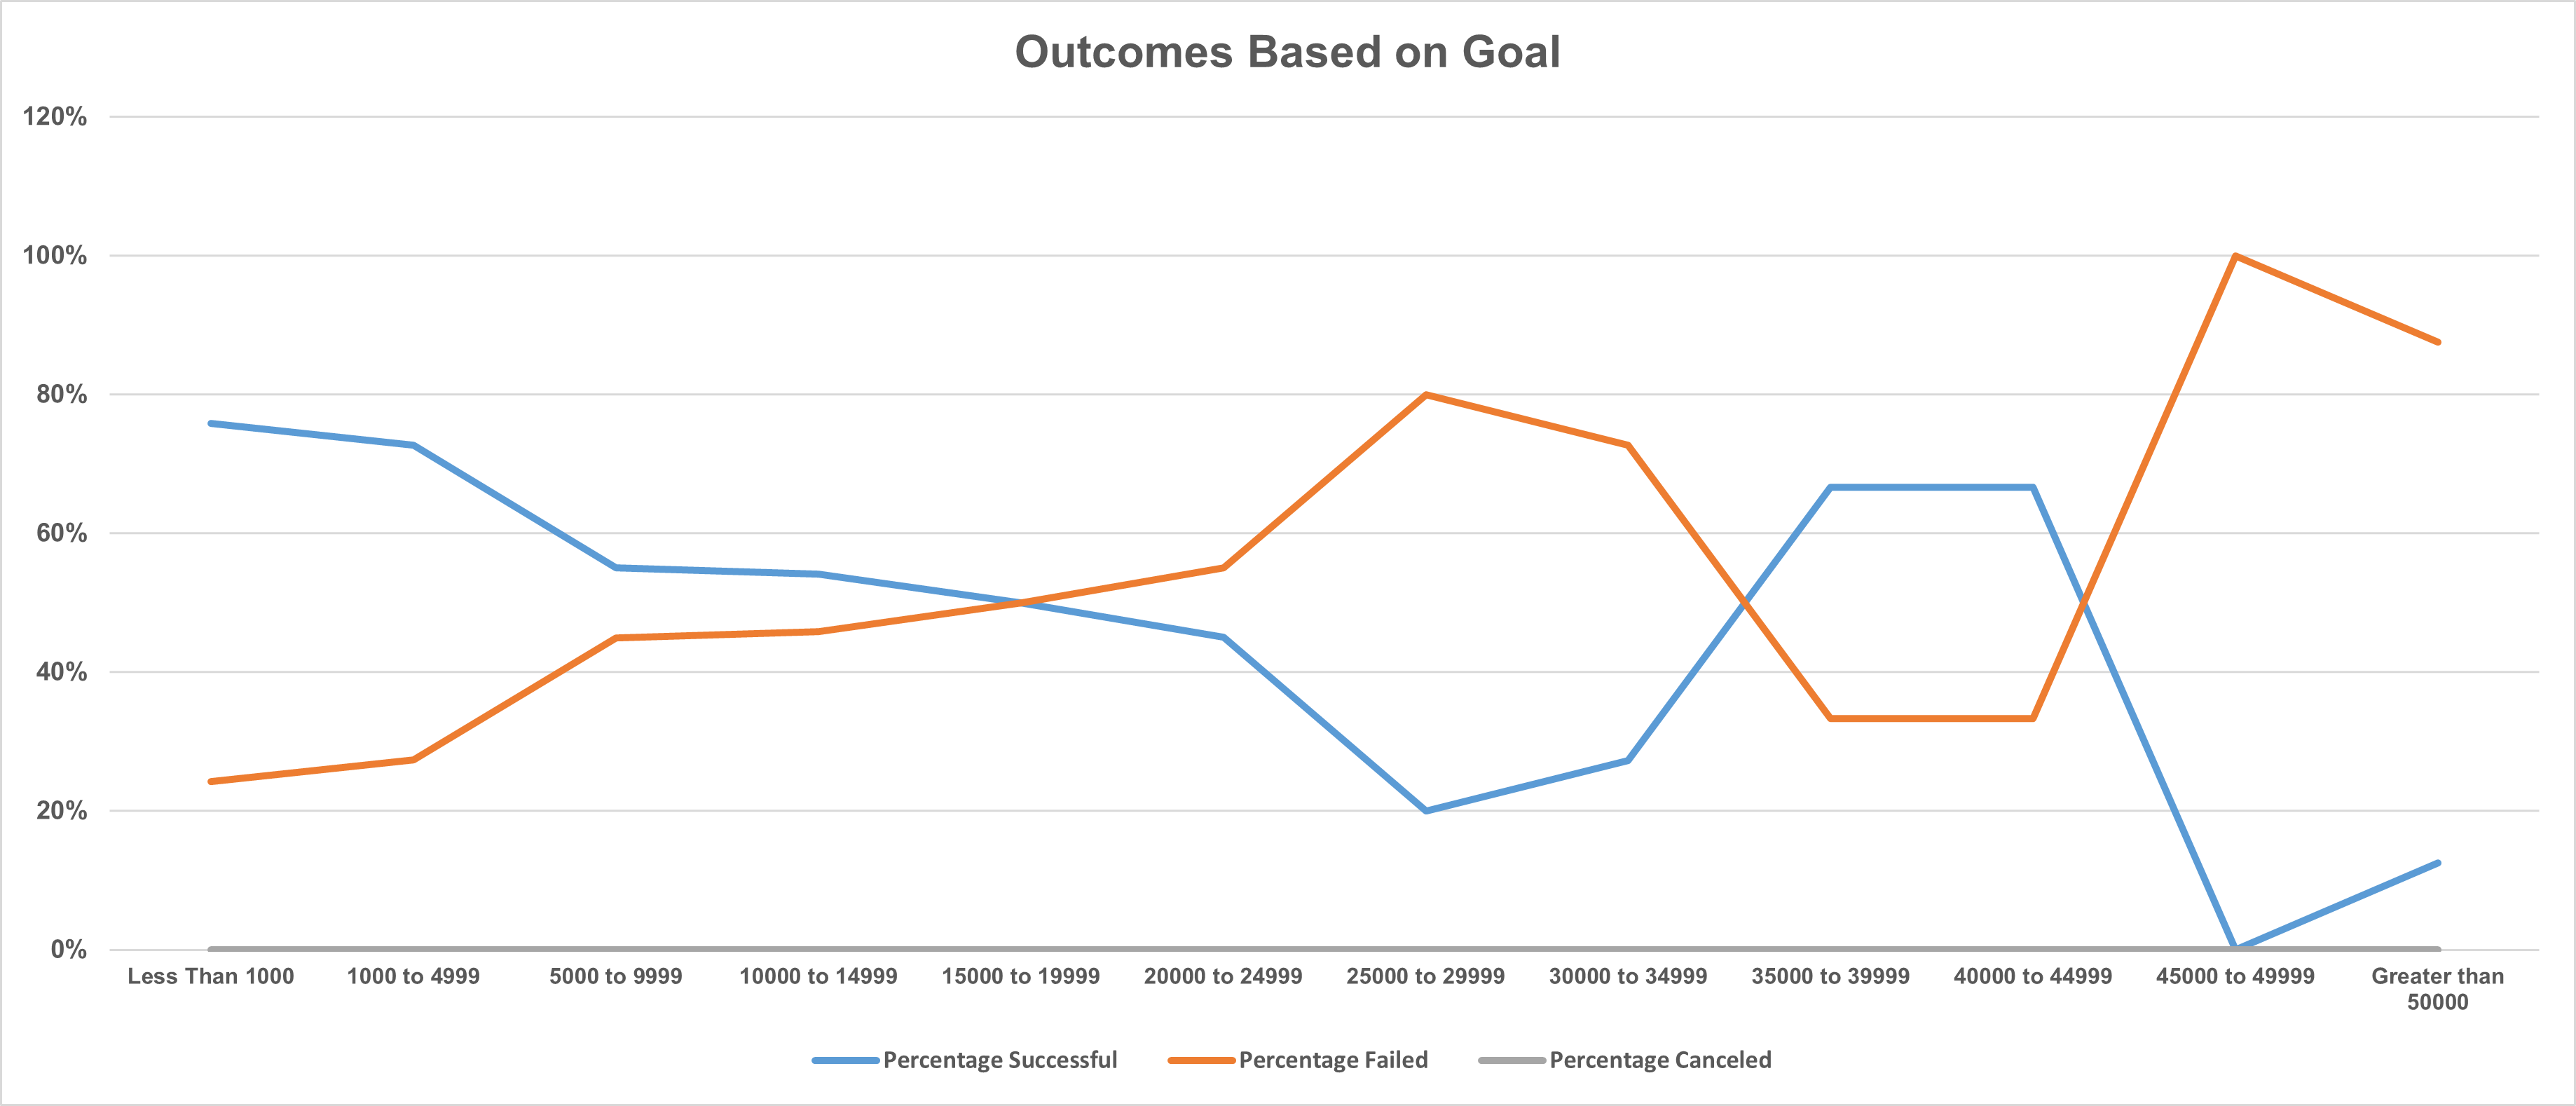 Outcomes Based on Goal
120%
100%
80%
60%
40%
20%
0%
Less Than 1000
1000 to 4999
5000 to 9999
10000 to 14999
15000 to 19999
20000 to 24999
25000 to 29999
30000 to 34999
35000 to 39999
40000 to 44999
45000 to 49999
Greater than
50000
Percentage Successful
Percentage Failed
Percentage Canceled